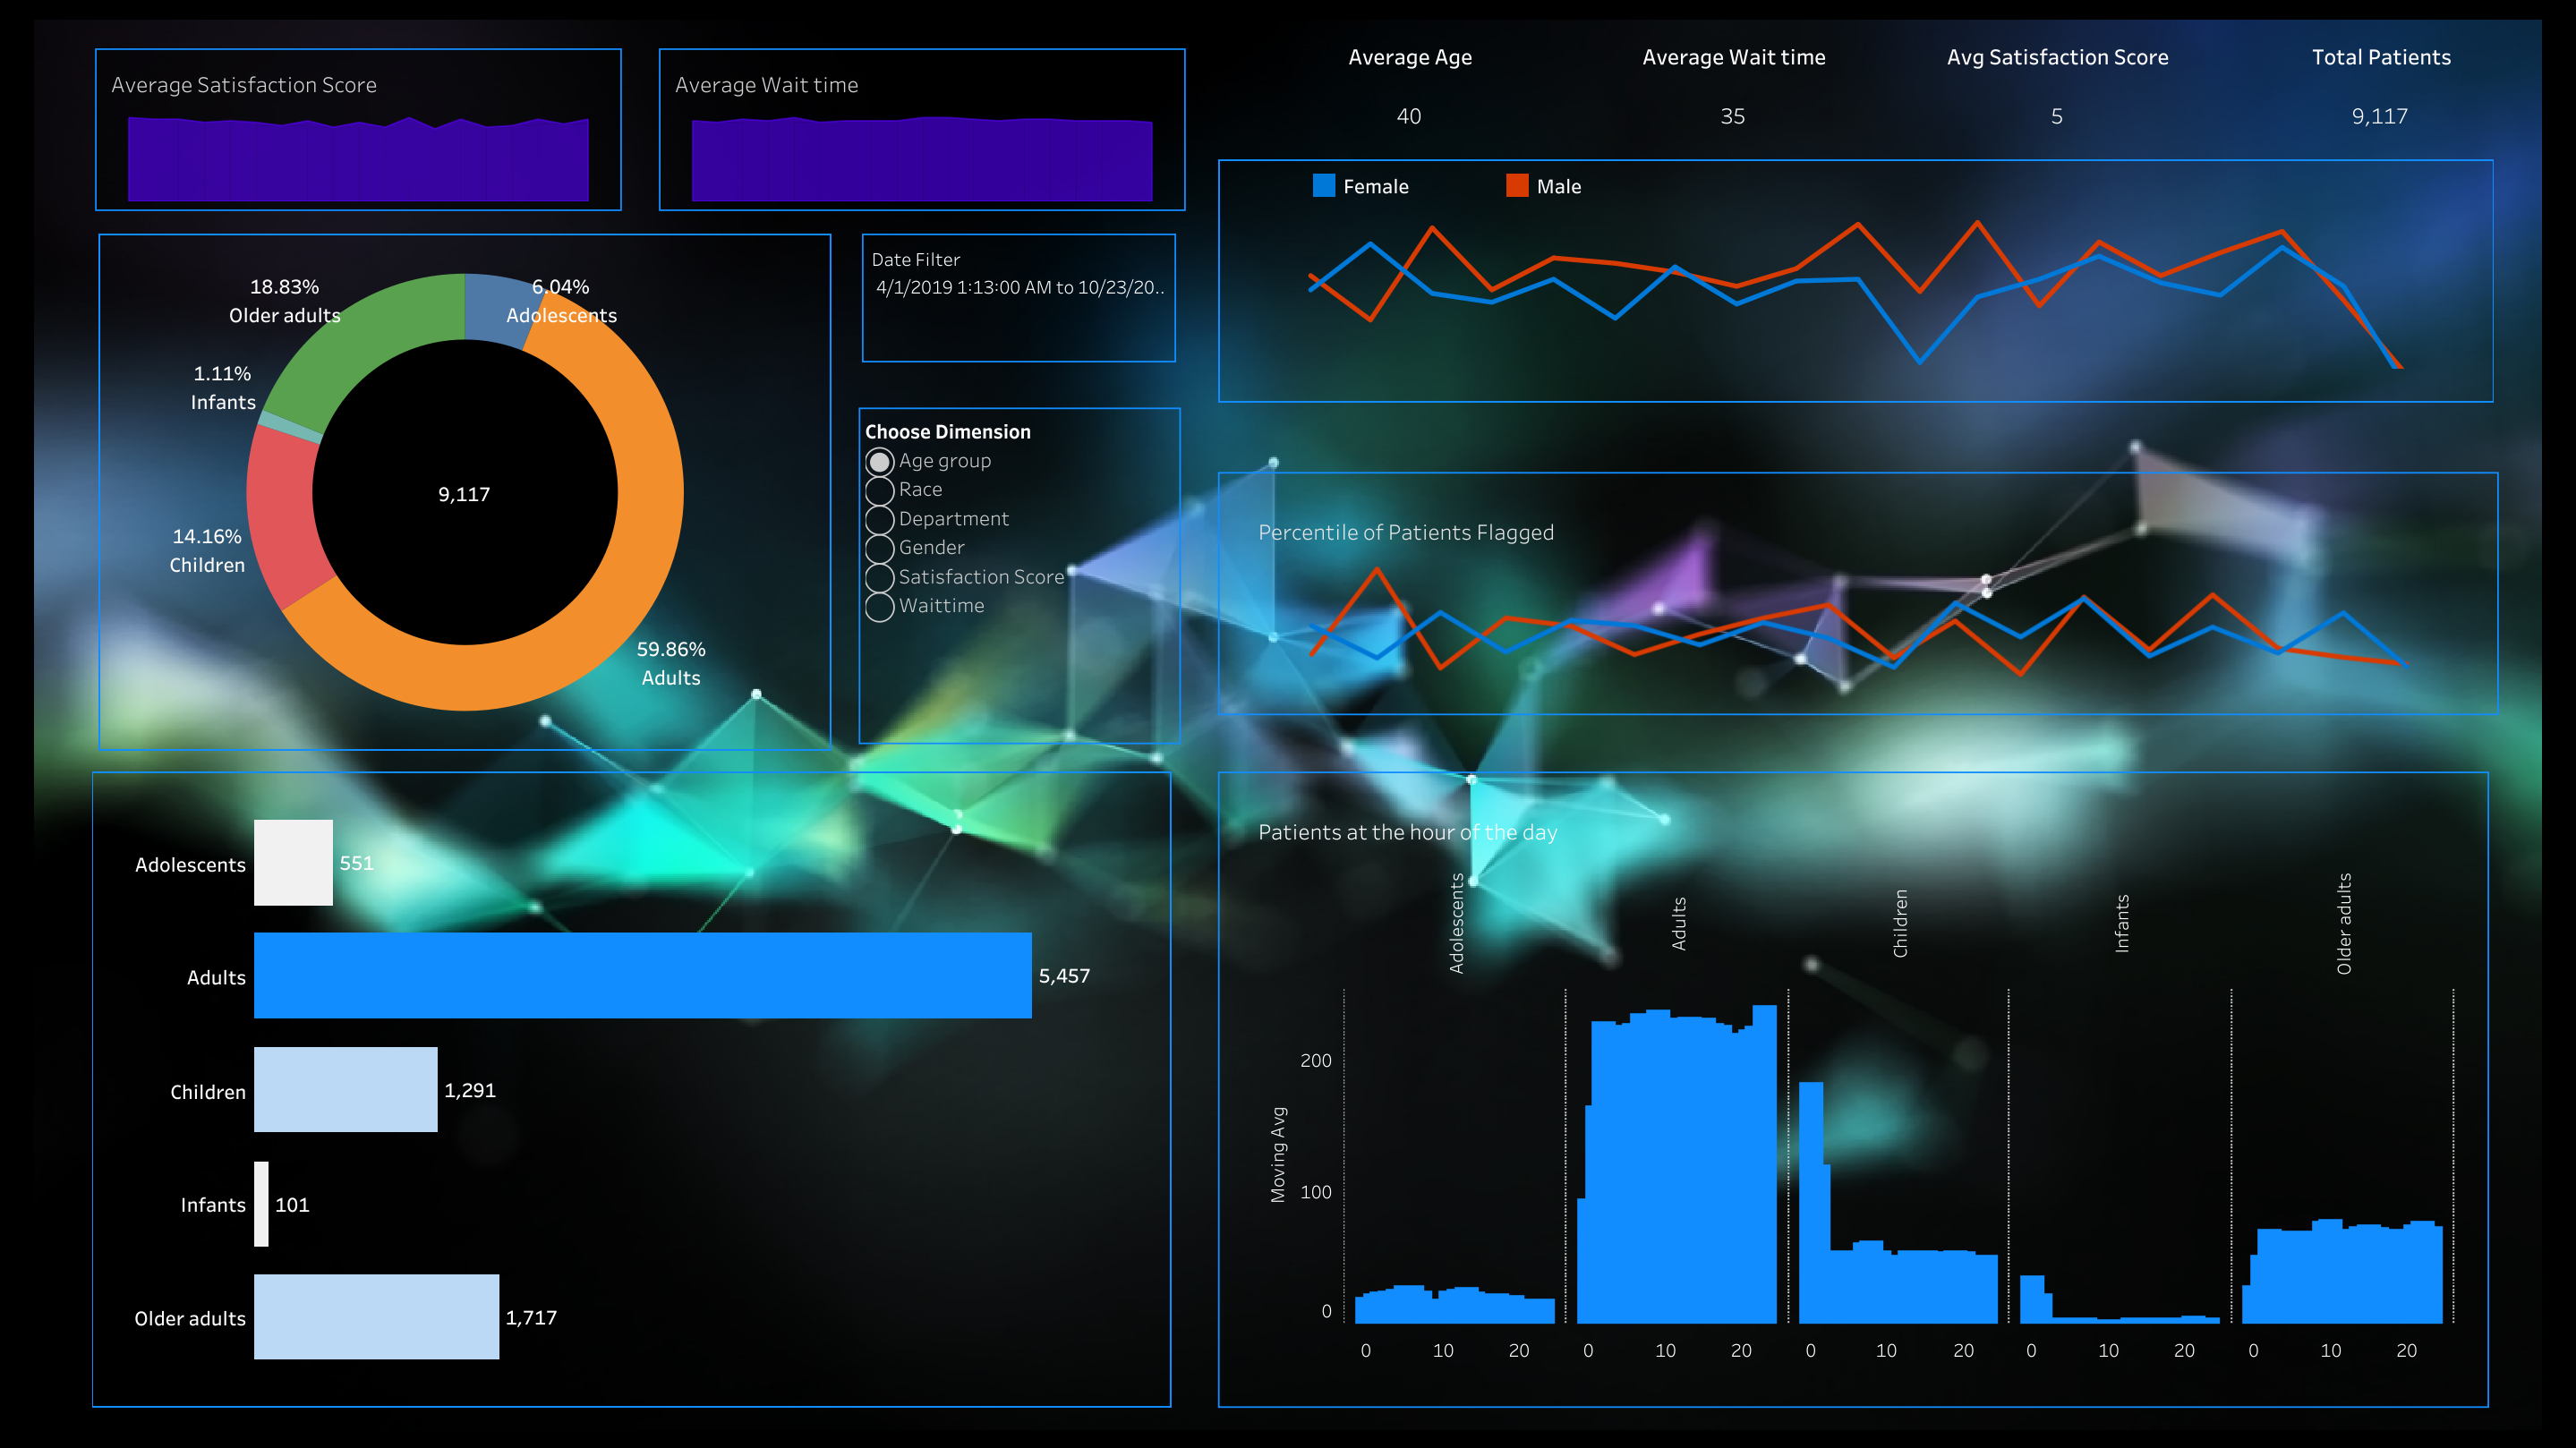 Average Satisfaction Score
Average Wait time
Average Age
Average Wait time
Avg Satisfaction Score
Total Patients
40
35
5
9,117
Female
Male
18.83%
Older adults
6.04%
Adolescents
1.11%
Infants
9,117
14.16%
Children
59.86%
Adults
Date Filter
4/1/2019 1:13:00 AM to 10/23/20..
Choose Dimension
Age group
Race
Department
Gender
Satisfaction Score
Waittime
Percentile of Patients Flagged
Adolescents
551
Adults
5,457
Children
1,291
Infants
101
Older adults
1,717
Patients at the hour of the day
Adolescents
Adults
Children
Infants
Older adults
Moving Avg
200
100
0
0 10 20
0 10 20
0 10 20
0 10 20
0 10 20